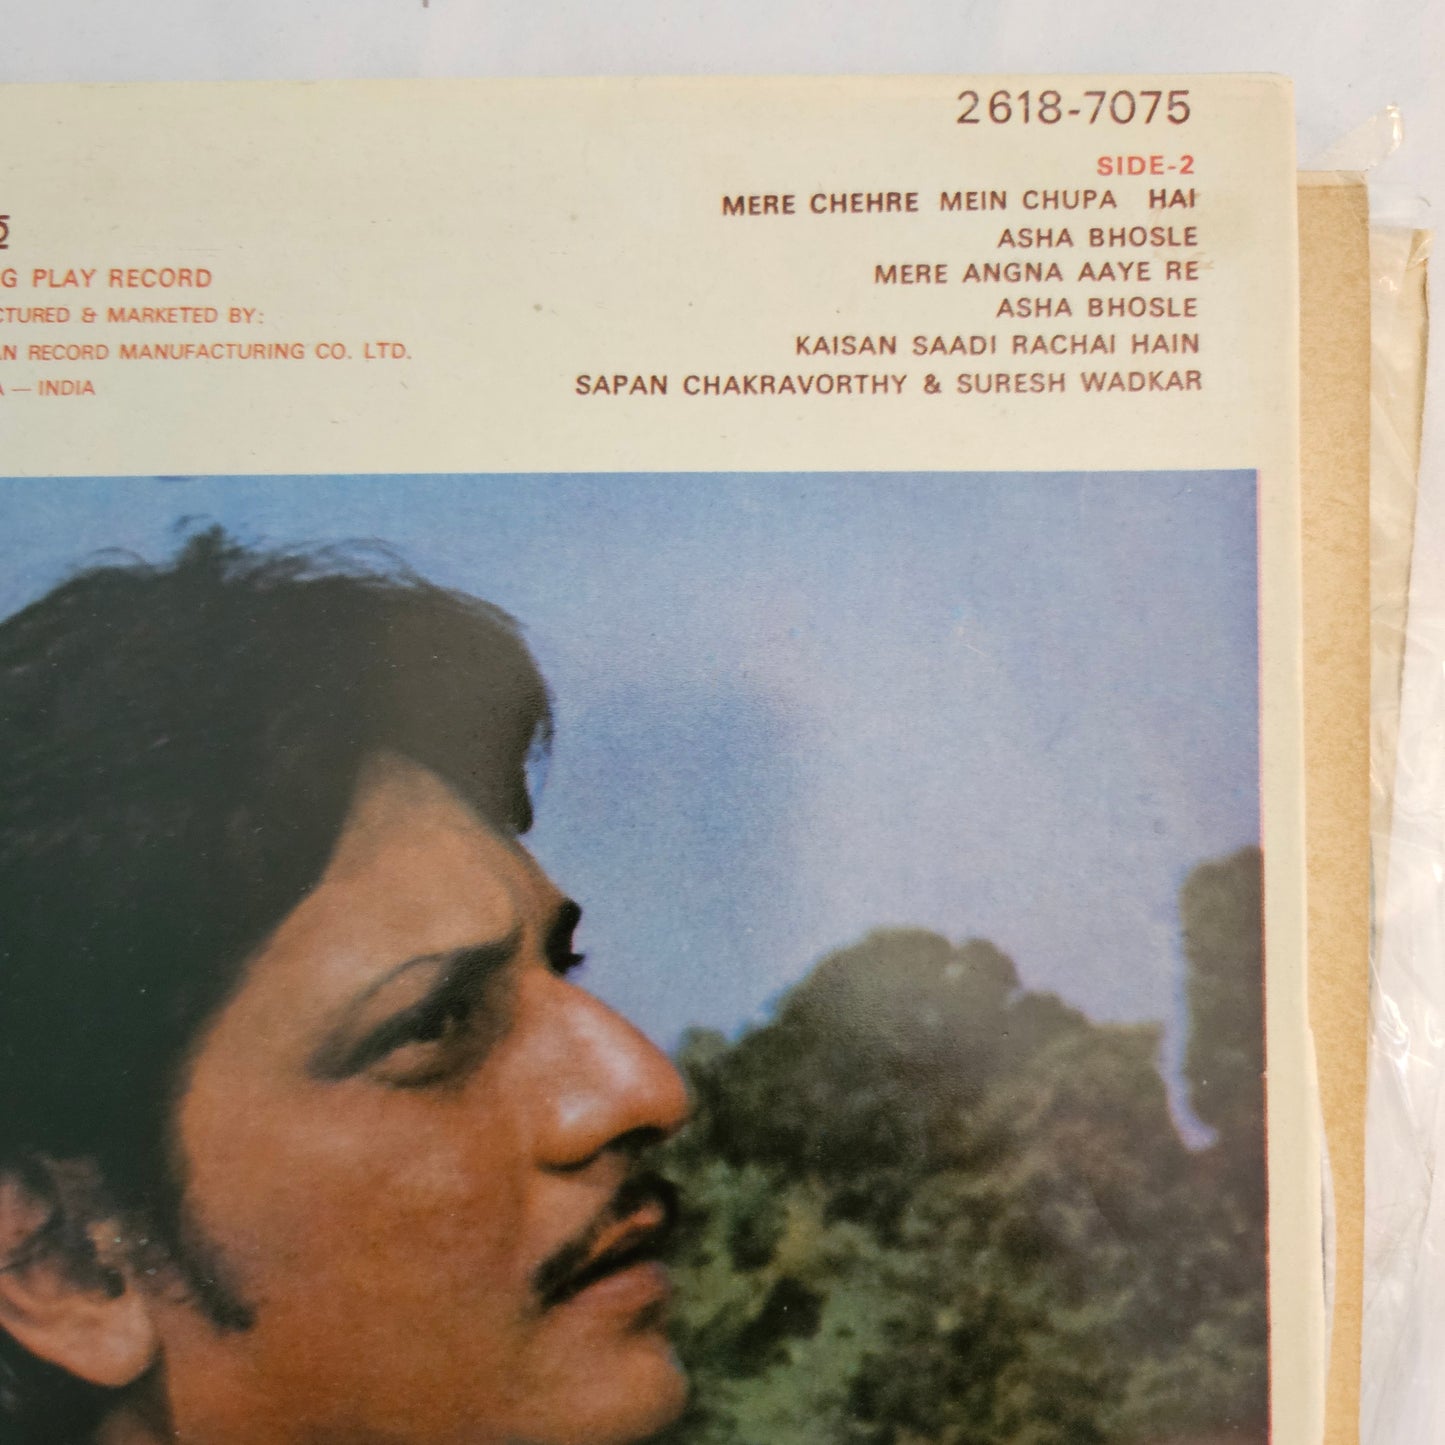 2618-7075
SIDE-2
MERE CHEHRE MEIN CHUPA HAI
ASHA BHOSLE
MERE ANGNA AAYE RE
ASHA BHOSLE
KAISAN SAADI RACHAI HAIN
SAPAN CHAKRAVORTHY & SURESH WADKAR
G PLAY RECORD
CTURED & MARKETED BY:
AN RECORD MANUFACTURING CO. LTD.
A — INDIA